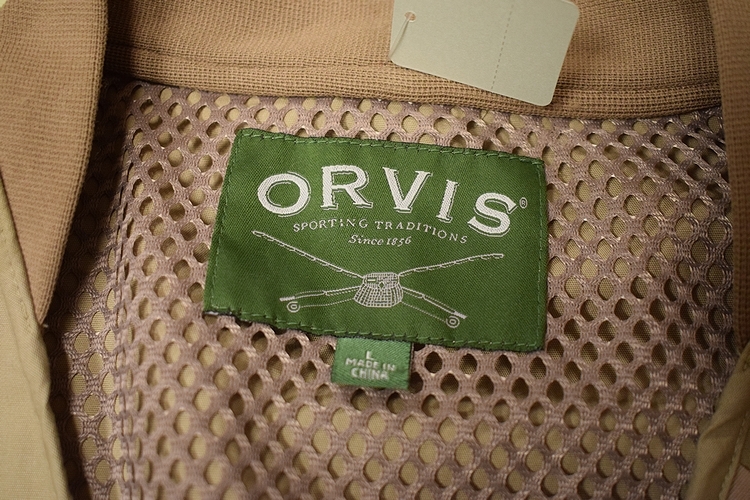 ORVIS®
SPORTING TRADITIONS
Since 1856
L
MADE IN
CHINA